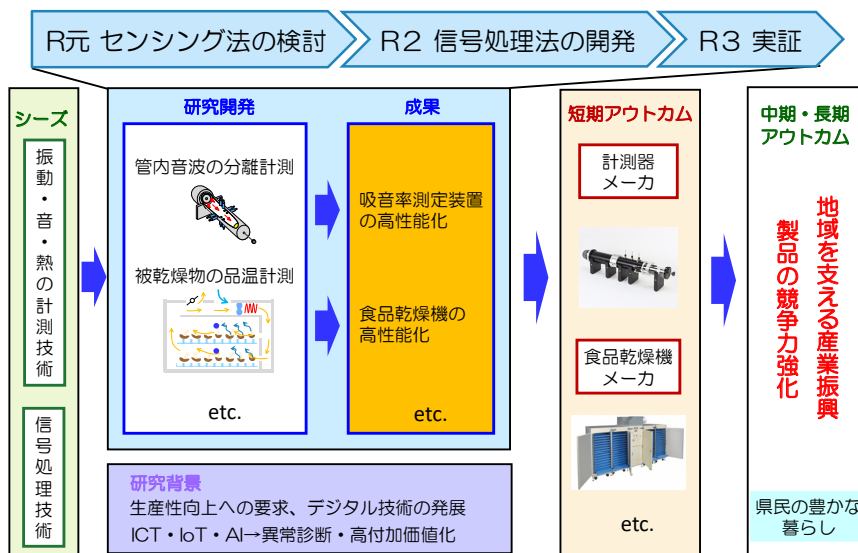 R元 センシング法の検討
R2 信号処理法の開発
R3 実証
シーズ
振動・音・熱の計測技術
信号処理技術
研究開発
管内音波の分離計測
被乾燥物の品温計測
etc.
成果
吸音率測定装置
の高性能化
食品乾燥機の
高性能化
etc.
研究背景
生産性向上への要求、デジタル技術の発展
ICT・IoT・AI→異常診断・高付加価値化
短期アウトカム
計測器
メーカ
食品乾燥機
メーカ
etc.
中期・長期
アウトカム
地域を支える産業振興
製品の競争力強化
県民の豊かな
暮らし